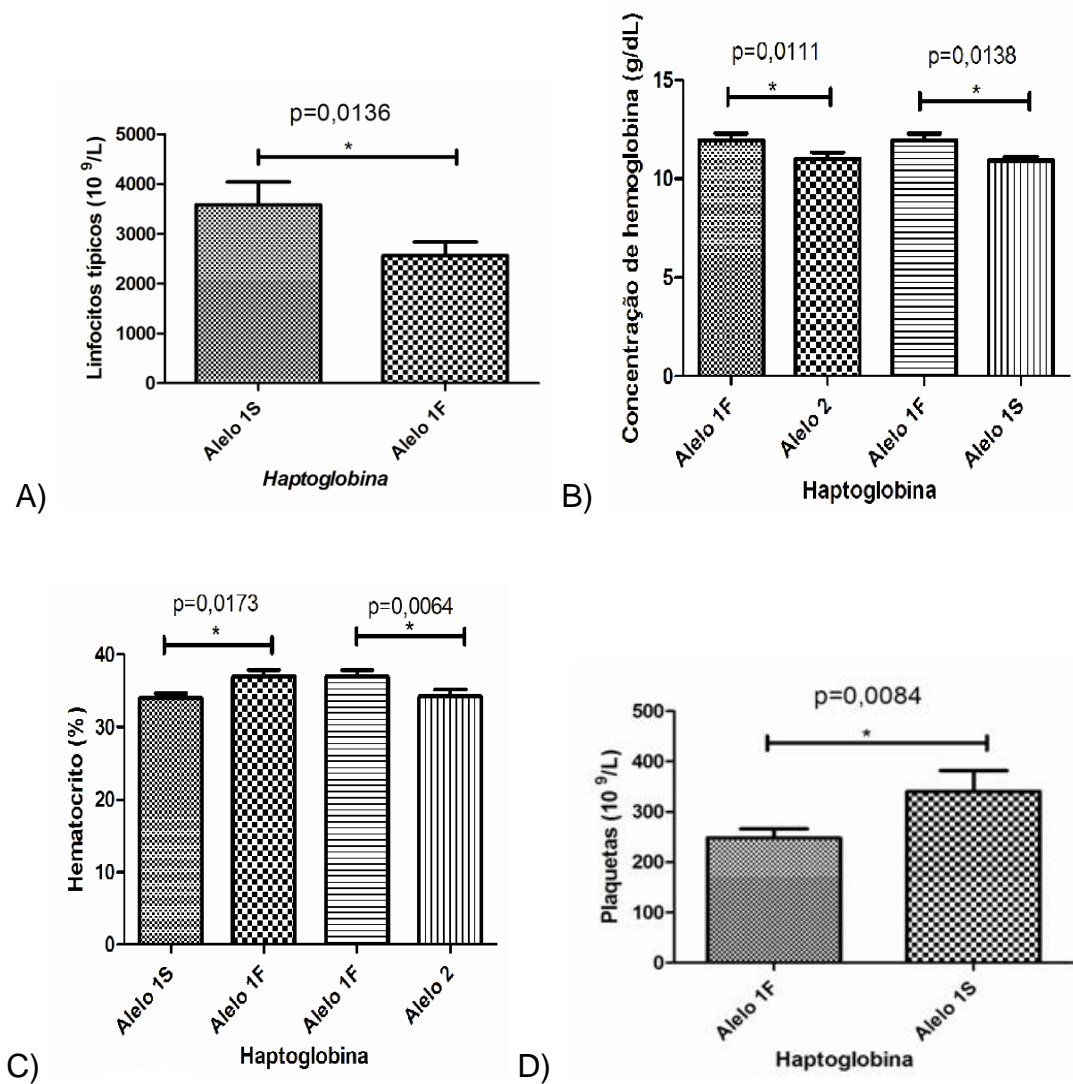 p=0,0136
*
Linfocitos típicos (10 9/L)
5000
4000
3000
2000
1000
0
Alelo 1S
Alelo 1F
Haptoglobina
A)
p=0,0111
p=0,0138
*
*
Concentração de hemoglobina (g/dL)
15
10
5
0
Alelo 1F
Alelo 2
Alelo 1F
Alelo 1S
Haptoglobina
B)
p=0,0173
p=0,0064
*
*
Hematocrito (%)
40
30
20
10
0
Alelo 1S
Alelo 1F
Alelo 1F
Alelo 2
Haptoglobina
C)
p=0,0084
*
Plaquetas (10 9/L)
500
400
300
200
100
0
Alelo 1F
Alelo 1S
Haptoglobina
D)